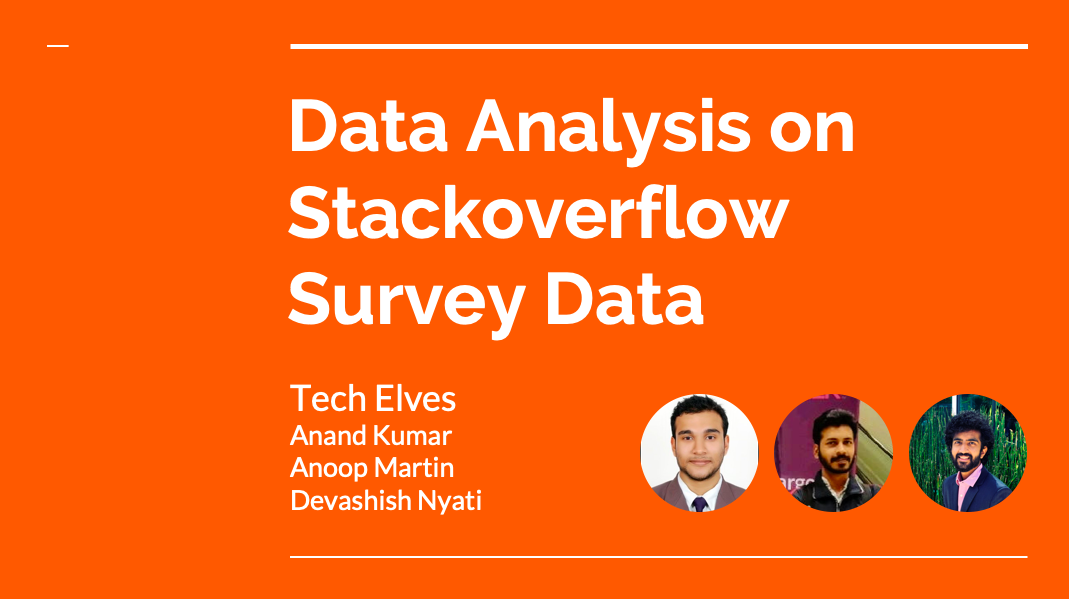 Data Analysis on
Stackoverflow
Survey Data
Tech Elves
Anand Kumar
Anoop Martin
Devashish Nyati